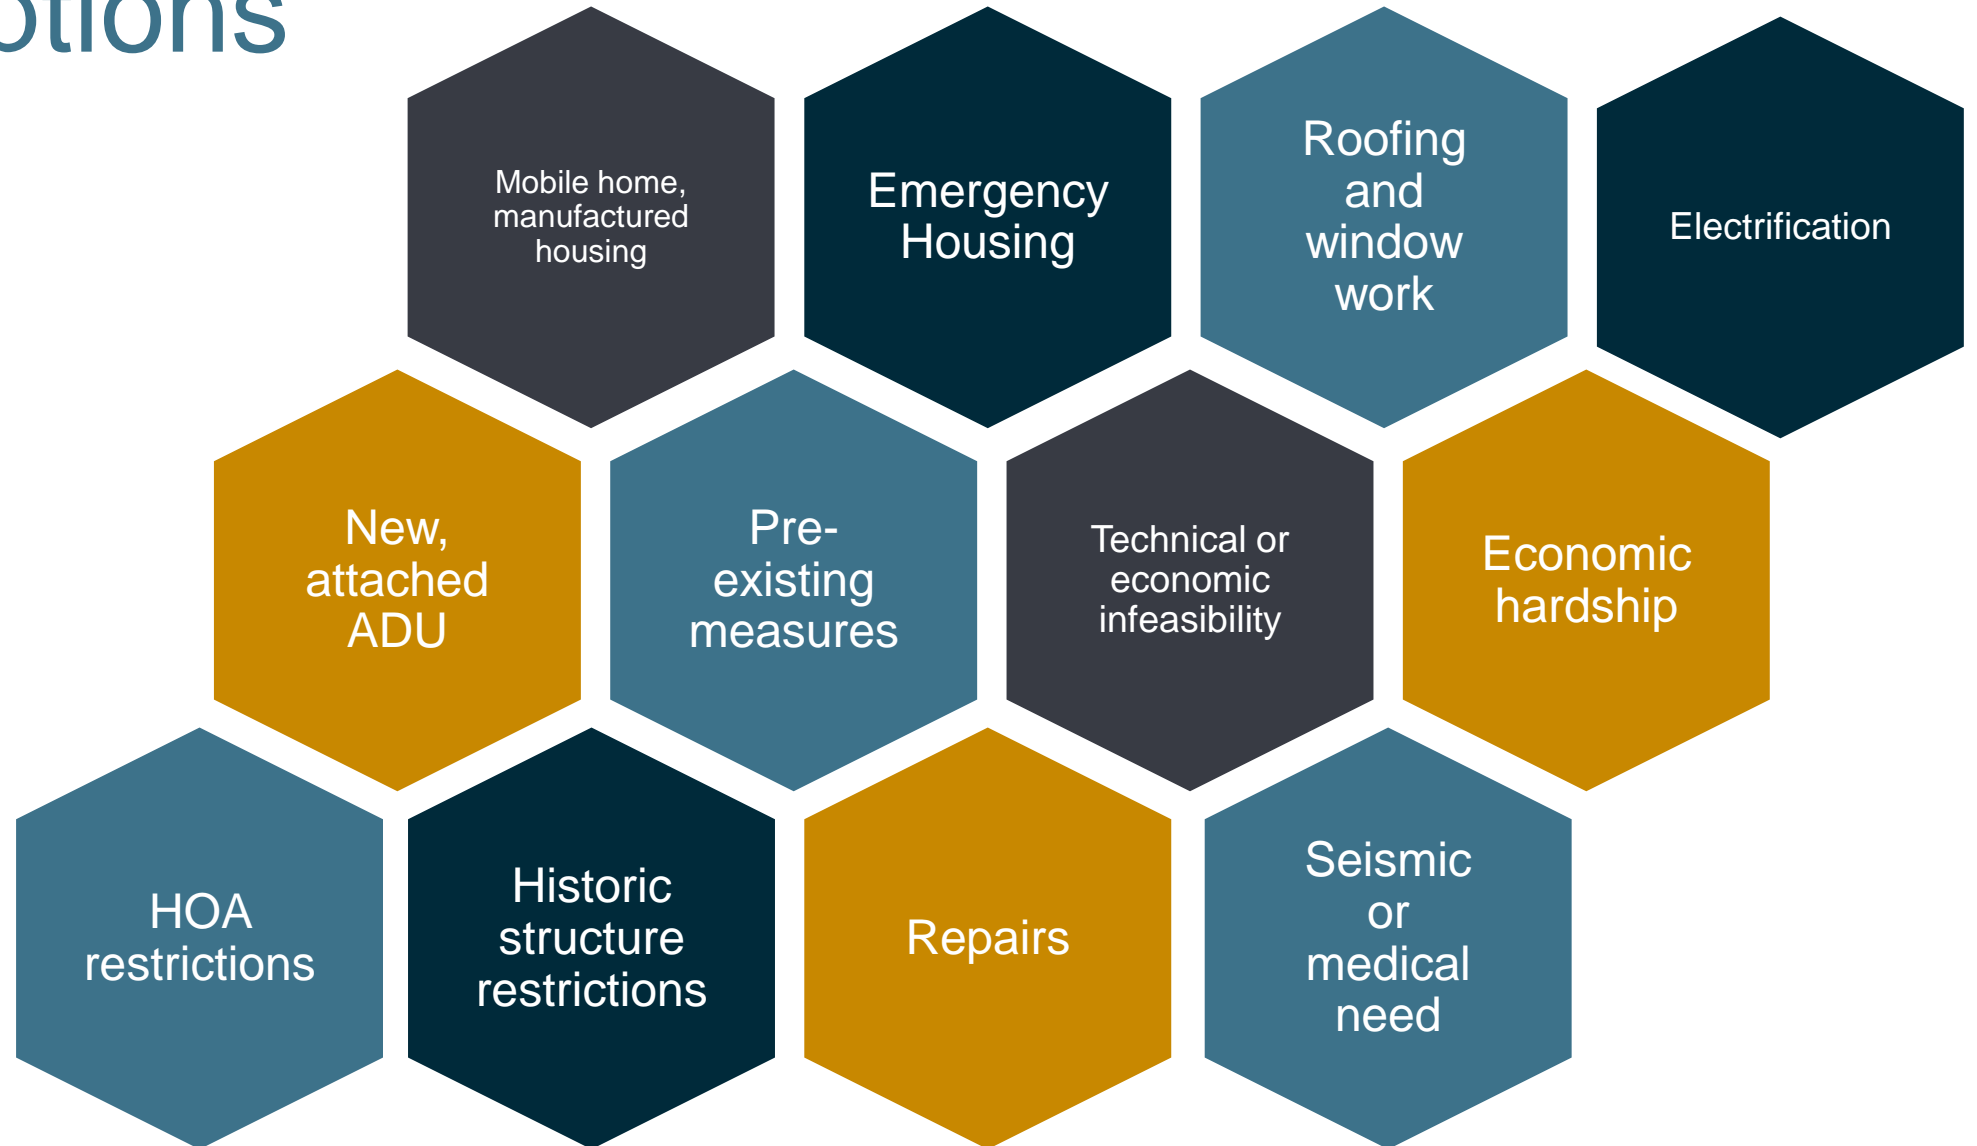 ptions
Mobile home,
manufactured
housing
Emergency
Housing
Roofing
and
window
work
Electrification
New,
attached
ADU
Pre-
existing
measures
Technical or
economic
infeasibility
Economic
hardship
HOA
restrictions
Historic
structure
restrictions
Repairs
Seismic
or
medical
need